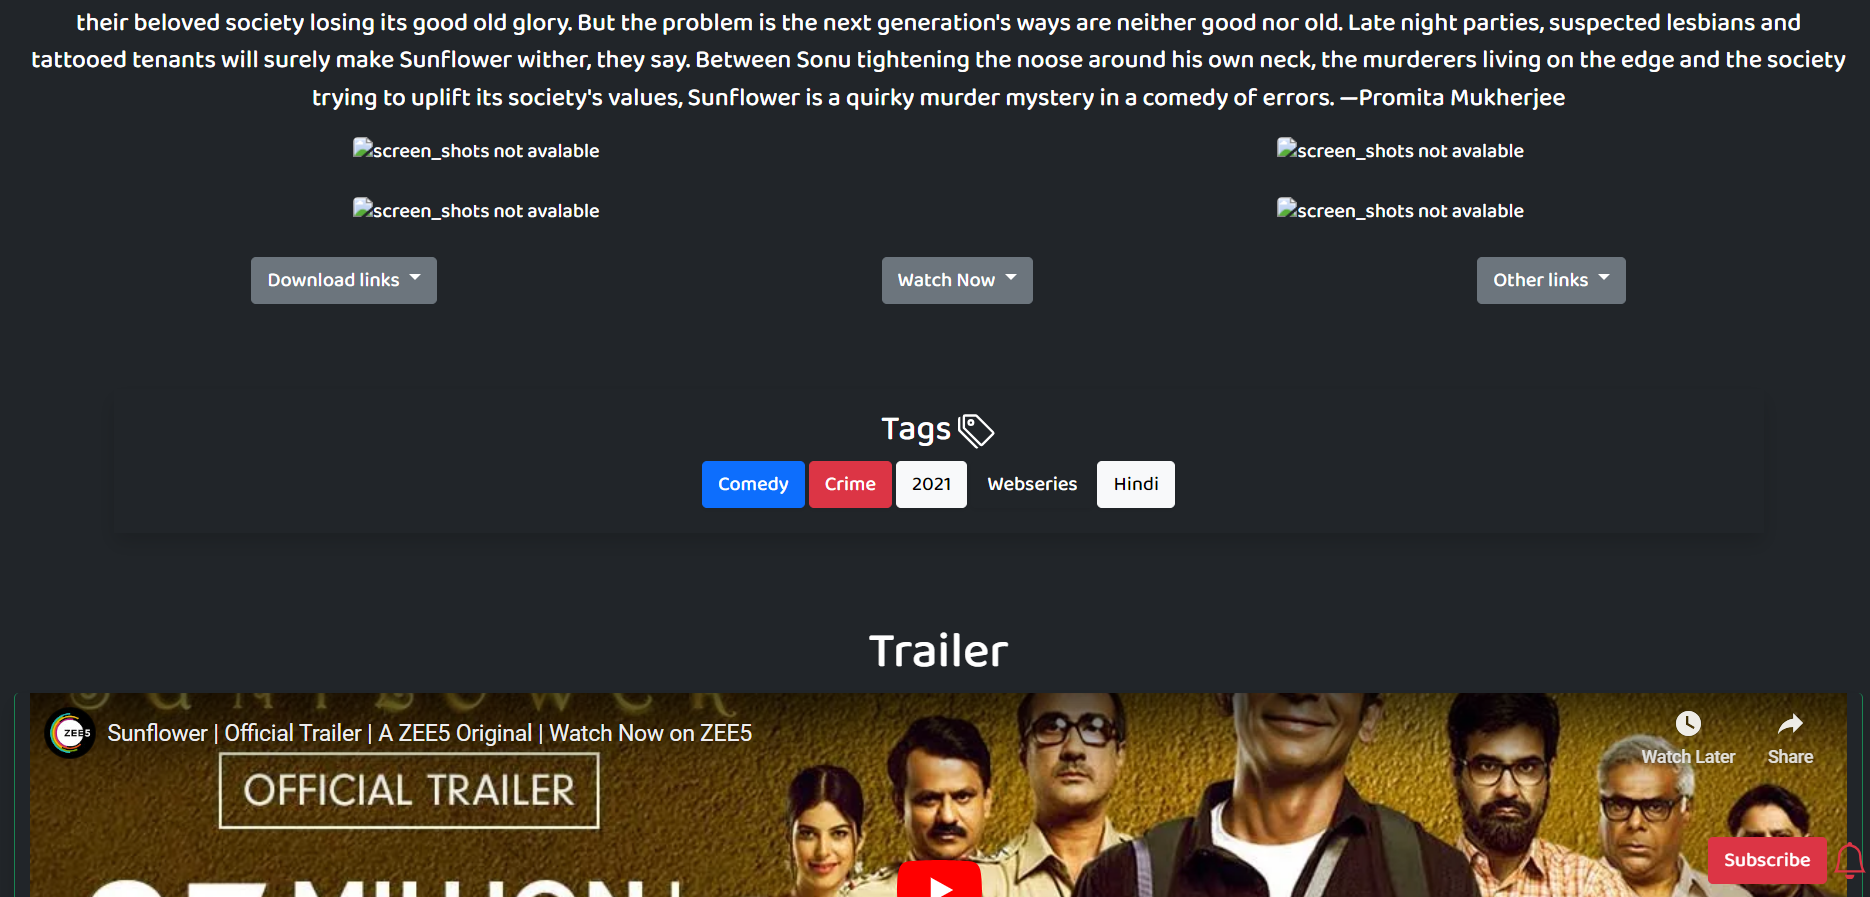 their beloved society losing its good old glory. But the problem is the next generation's ways are neither good nor old. Late night parties, suspected lesbians and
tattooed tenants will surely make Sunflower wither, they say. Between Sonu tightening the noose around his own neck, the murderers living on the edge and the society
trying to uplift its society's values, Sunflower is a quirky murder mystery in a comedy of errors. —Promita Mukherjee
screen_shots not avalable
screen_shots not avalable
screen_shots not avalable
screen_shots not avalable
Download links
Watch Now
Other links
Tags
Comedy
Crime
2021
Webseries
Hindi
Trailer
ZEE5
Sunflower | Official Trailer | A ZEE5 Original | Watch Now on ZEE5
Watch Later
Share
OFFICIAL TRAILER
MILLION
Subscribe